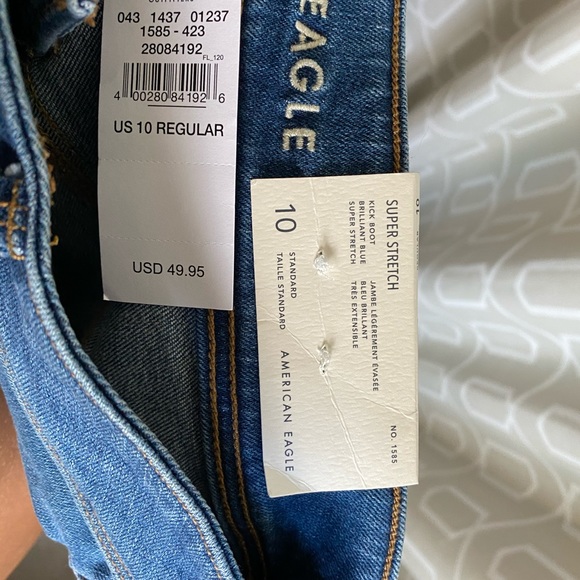 OUTFITTERS
043 1437 01237
1585 - 423
28084192
FL_120
4 00280 84192 6
US 10 REGULAR
USD 49.95
EAGLE
SUPER STRETCH
KICK BOOT
BRILLIANT BLUE
SUPER STRETCH
JAMBE LÉGÈREMENT ÉVASÉE
BLEU BRILLANT
TRÈS EXTENSIBLE
NO. 1585
10
STANDARD
TAILLE STANDARD
AMERICAN EAGLE